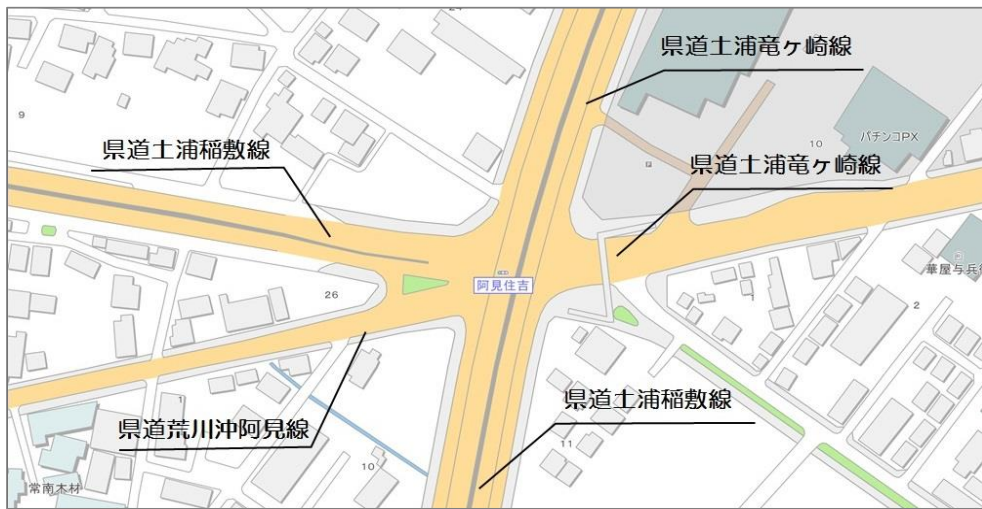 24
県道土浦竜ヶ崎線
9
パチンコPX
10
県道土浦稲敷線
県道土浦竜ヶ崎線
華屋与兵衛
阿見住吉
26
1
2
県道土浦稲敷線
1
県道荒川沖阿見線
11
10
常南木材